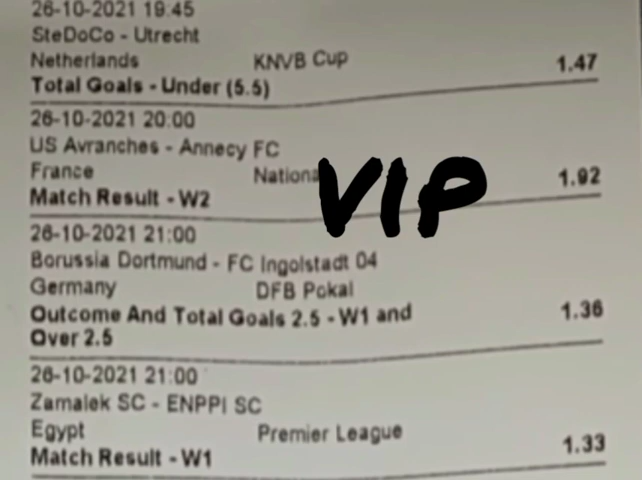 26-10-2021 19:45
SteDoCo - Utrecht
Netherlands KNVB Cup 1.47
Total Goals - Under (5.5)
26-10-2021 20:00
US Avranches - Annecy FC
France Nationa 1.92
Match Result - W2
VIP
26-10-2021 21:00
Borussia Dortmund - FC Ingolstadt 04
Germany DFB Pokal
Outcome And Total Goals 2.5 - W1 and 1.36
Over 2.5
26-10-2021 21:00
Zamalek SC - ENPPI SC
Egypt Premier League
Match Result - W1 1.33